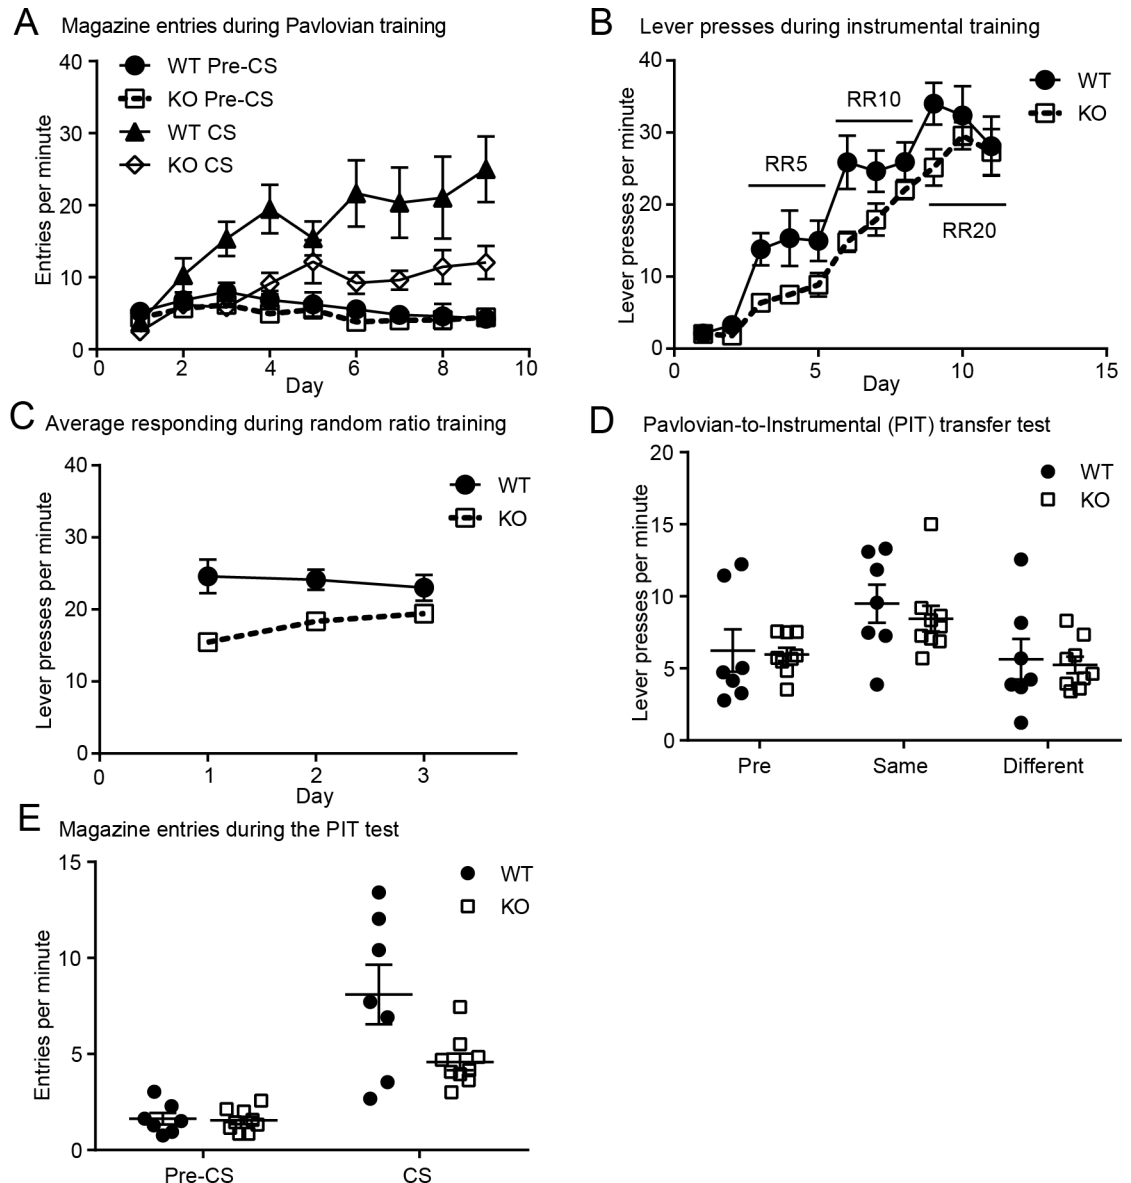 A Magazine entries during Pavlovian training
40
30
20
10
0
Entries per minute
WT Pre-CS
KO Pre-CS
WT CS
KO CS
0 2 4 6 8 10
Day
B Lever presses during instrumental training
40
30
20
10
0
Lever presses per minute
RR5
RR10
RR20
WT
KO
0 5 10 15
Day
C Average responding during random ratio training
40
30
20
10
0
Lever presses per minute
WT
KO
0 1 2 3
Day
D Pavlovian-to-Instrumental (PIT) transfer test
20
15
10
5
0
Lever presses per minute
WT
KO
Pre Same Different
E Magazine entries during the PIT test
15
10
5
0
Entries per minute
WT
KO
Pre-CS CS